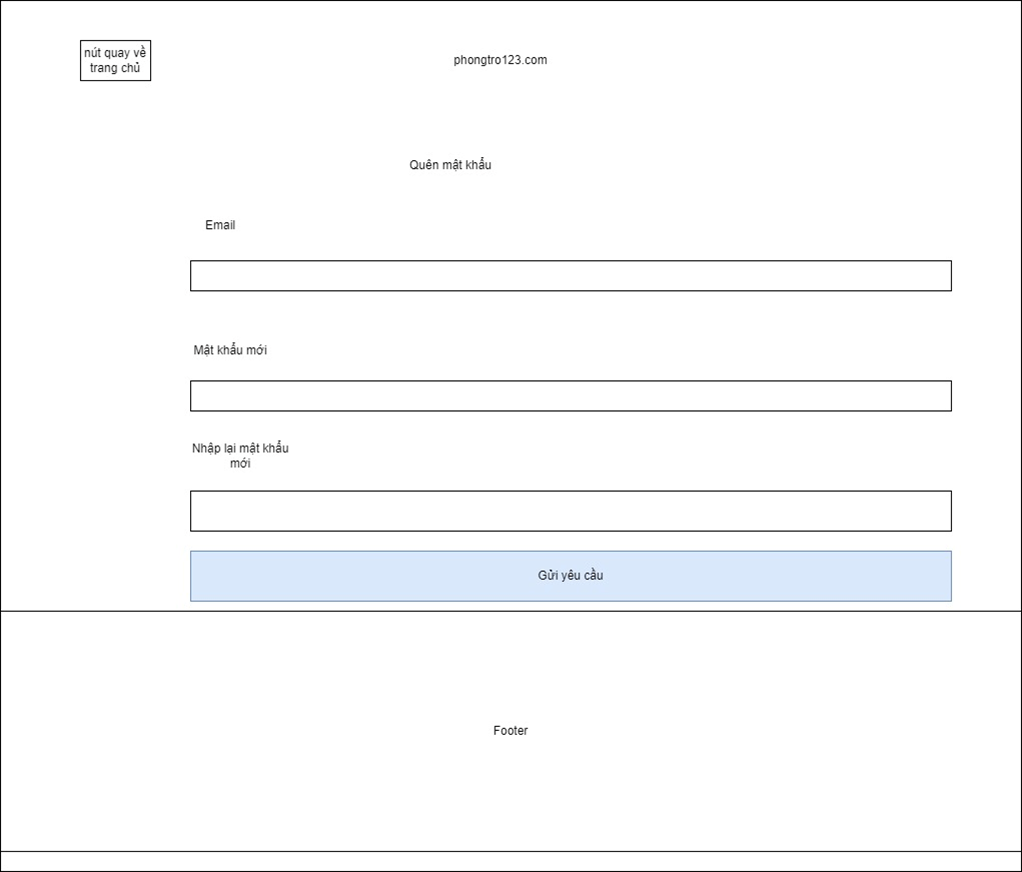 nút quay về
trang chủ
phongtro123.com
Quên mật khẩu
Email
Mật khẩu mới
Nhập lại mật khẩu
mới
Gửi yêu cầu
Footer